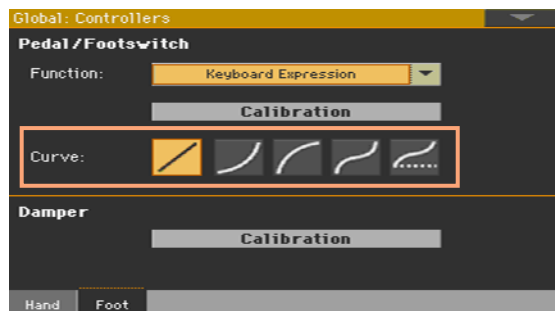 Global: Controllers
Pedal/Footswitch
Function: Keyboard Expression
Calibration
Curve:
Damper
Calibration
Hand Foot